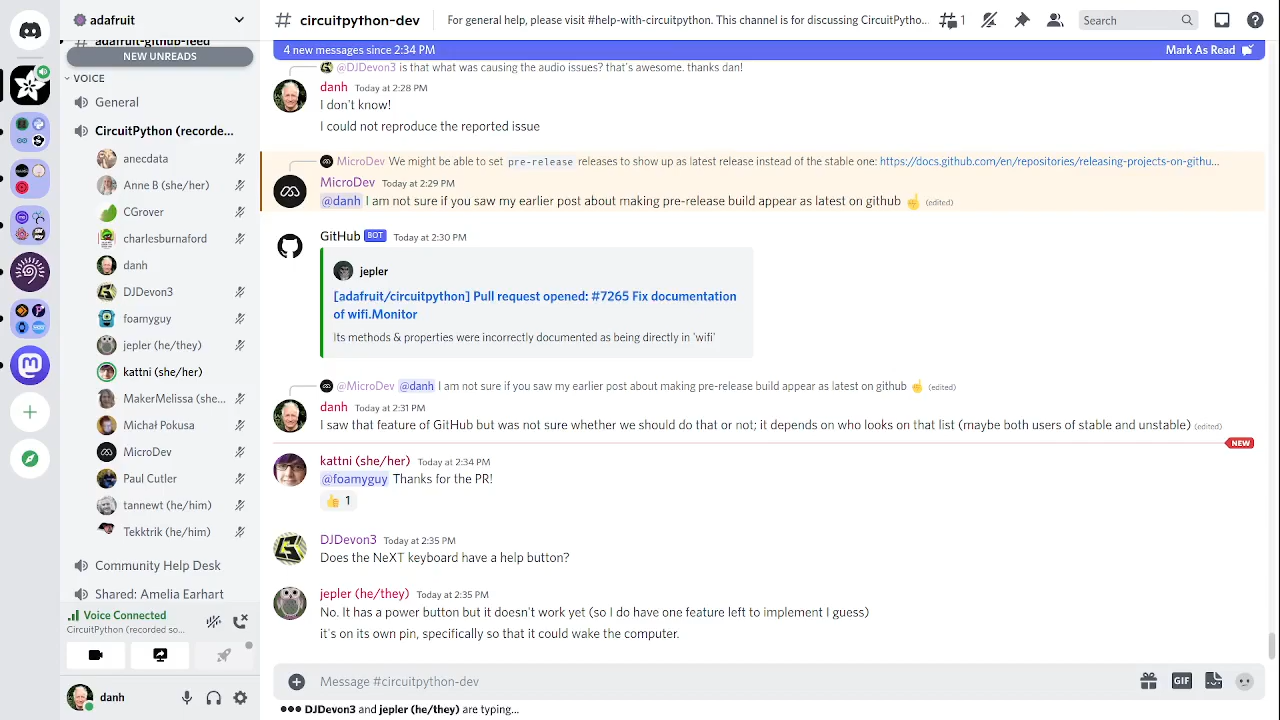 adafruit
# circuitpython-dev
For general help, please visit #help-with-circuitpython. This channel is for discussing CircuitPytho...
1
Search
adafruit-github-feed
NEW UNREADS
VOICE
General
CircuitPython (recorde...
anecdata
Anne B (she/her)
CGrover
charlesburnaford
danh
DJDevon3
foamyguy
jepler (he/they)
kattni (she/her)
MakerMelissa (she...
Michał Pokusa
MicroDev
Paul Cutler
tannewt (he/him)
Tekktrik (he/him)
Community Help Desk
Shared: Amelia Earhart
Voice Connected
CircuitPython (recorded so...
danh
4 new messages since 2:34 PM
Mark As Read
@DJDevon3 is that what was causing the audio issues? that's awesome. thanks dan!
danh Today at 2:28 PM
I don't know!
I could not reproduce the reported issue
MicroDev We might be able to set pre-release releases to show up as latest release instead of the stable one: https://docs.github.com/en/repositories/releasing-projects-on-githu...
MicroDev Today at 2:29 PM
@danh I am not sure if you saw my earlier post about making pre-release build appear as latest on github ☝️ (edited)
GitHub BOT Today at 2:30 PM
jepler
[adafruit/circuitpython] Pull request opened: #7265 Fix documentation
of wifi.Monitor
Its methods & properties were incorrectly documented as being directly in 'wifi'
@MicroDev @danh I am not sure if you saw my earlier post about making pre-release build appear as latest on github ☝️ (edited)
danh Today at 2:31 PM
I saw that feature of GitHub but was not sure whether we should do that or not; it depends on who looks on that list (maybe both users of stable and unstable) (edited)
NEW
kattni (she/her) Today at 2:34 PM
@foamyguy Thanks for the PR!
👍 1
DJDevon3 Today at 2:35 PM
Does the NeXT keyboard have a help button?
jepler (he/they) Today at 2:35 PM
No. It has a power button but it doesn't work yet (so I do have one feature left to implement I guess)
it's on its own pin, specifically so that it could wake the computer.
Message #circuitpython-dev
GIF
DJDevon3 and jepler (he/they) are typing...